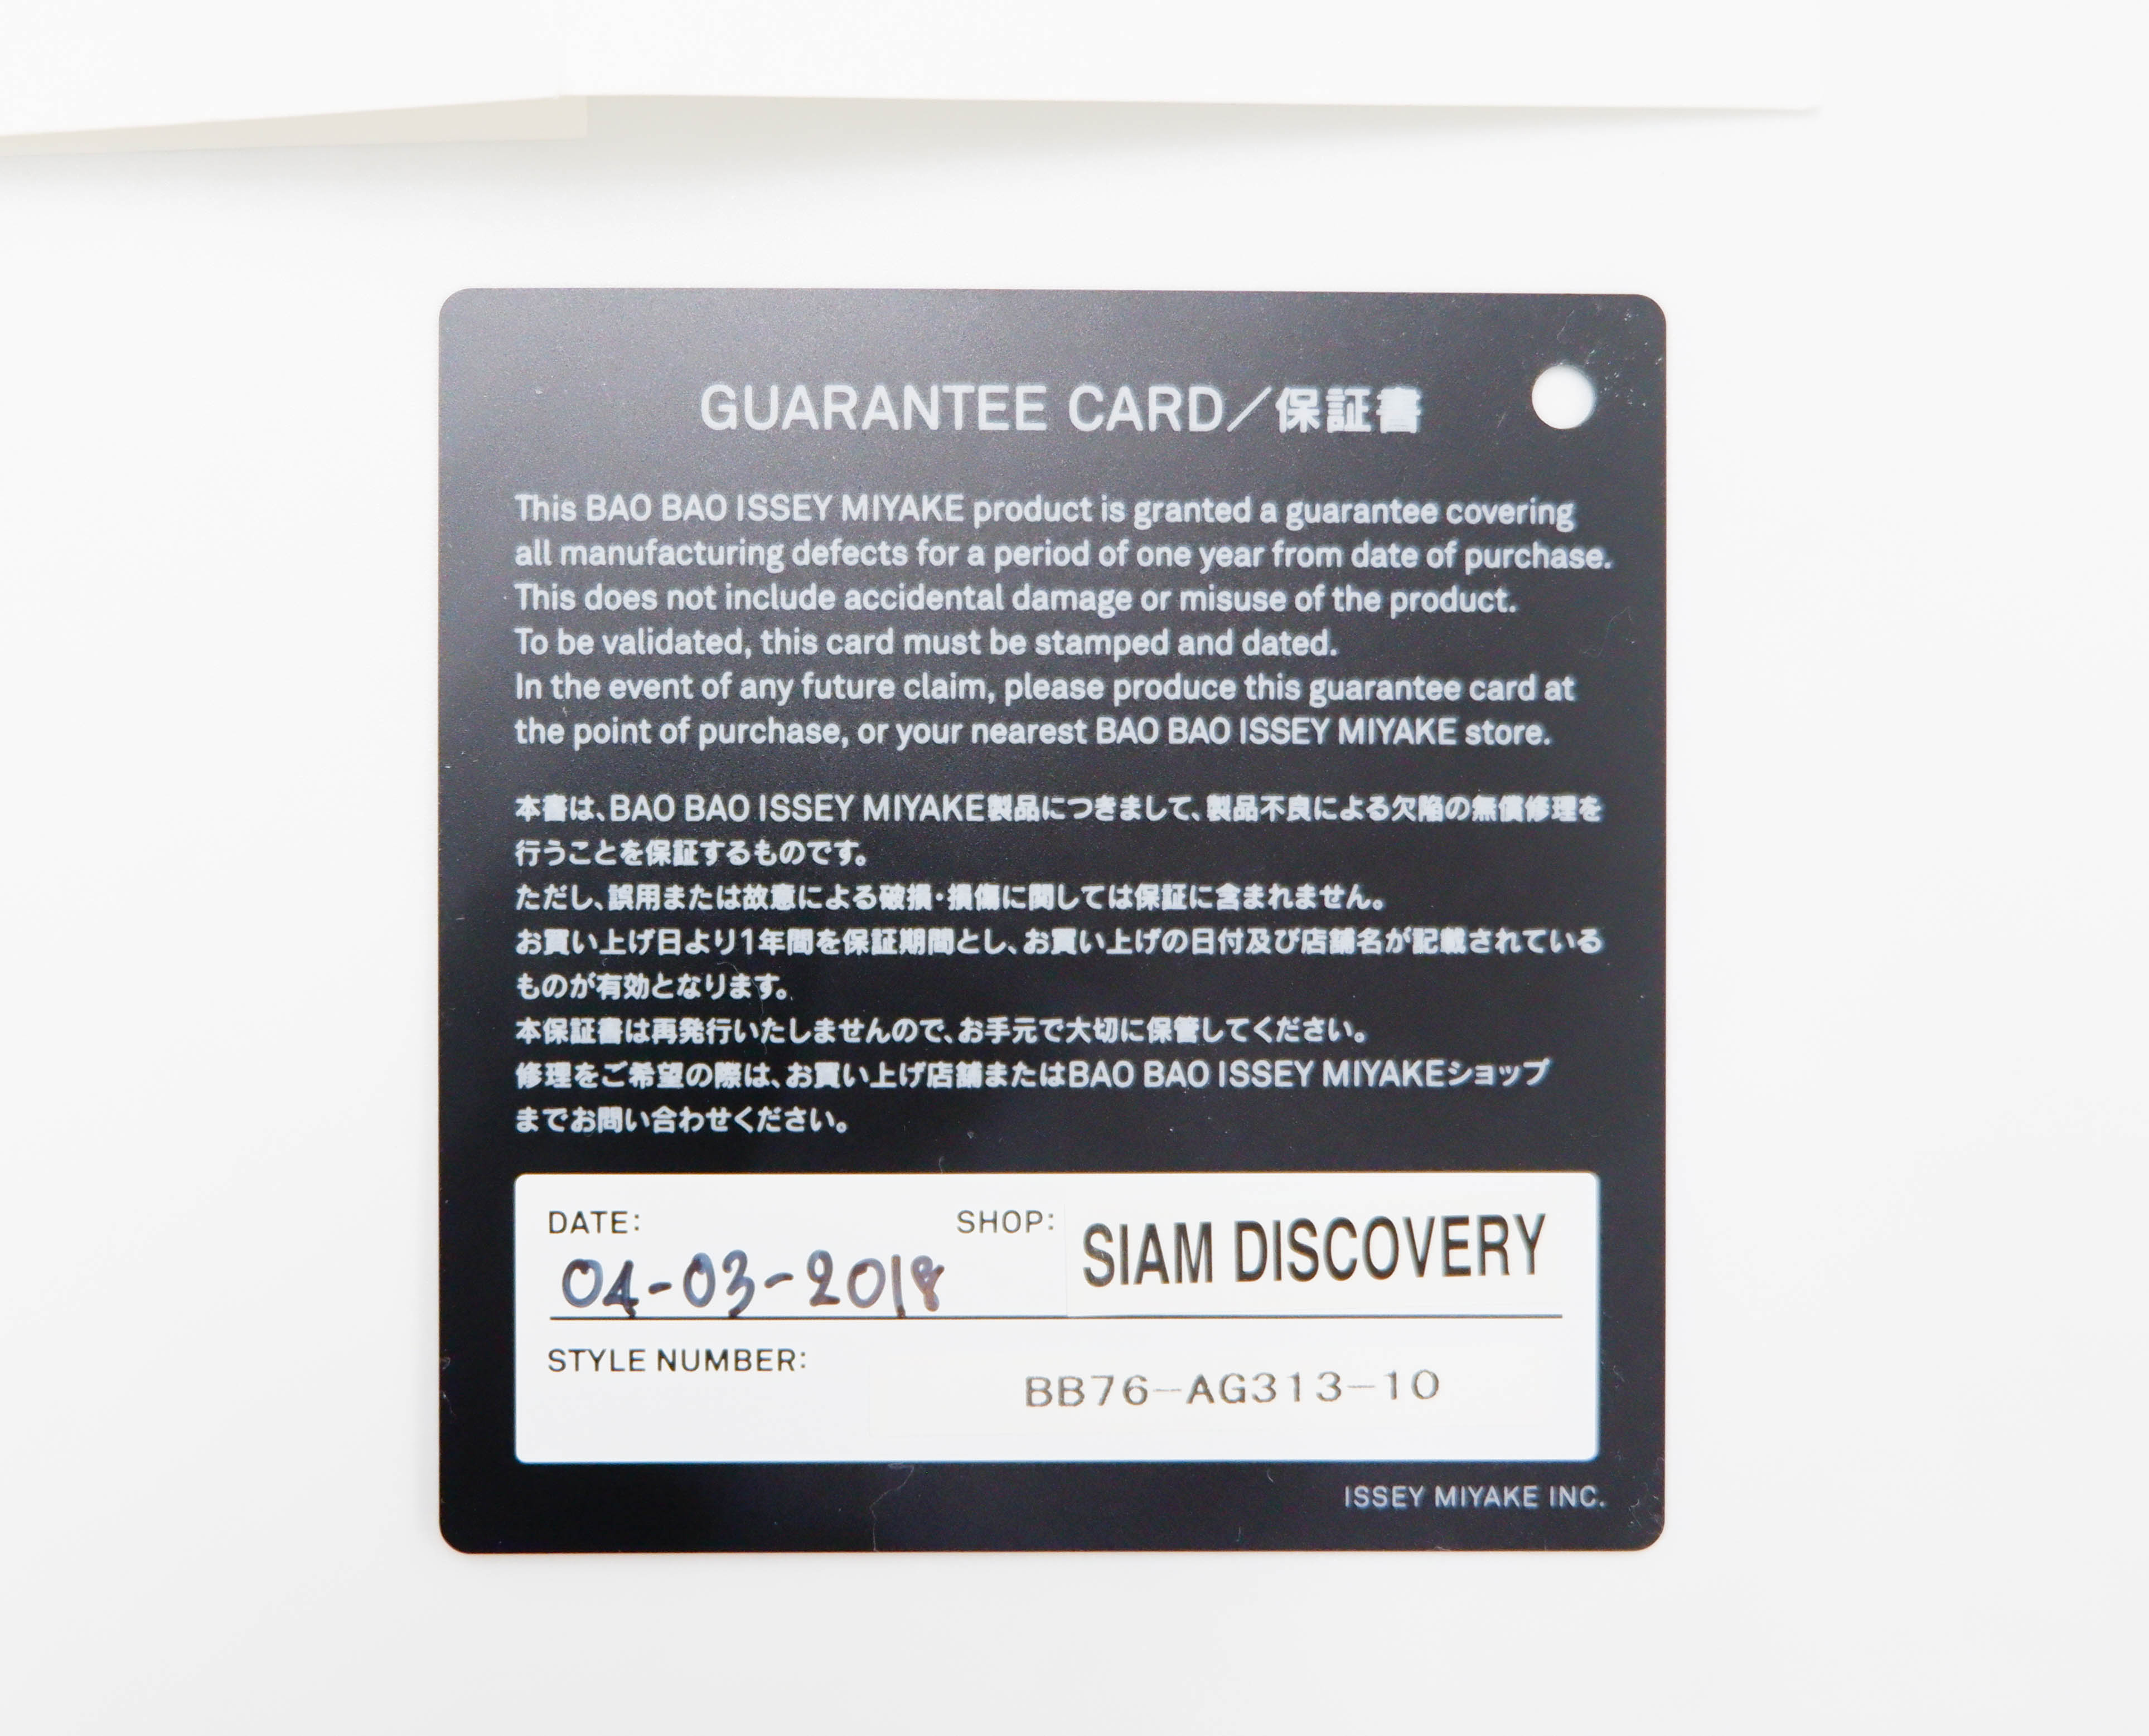 GUARANTEE CARD／保証書
This BAO BAO ISSEY MIYAKE product is granted a guarantee covering
all manufacturing defects for a period of one year from date of purchase.
This does not include accidental damage or misuse of the product.
To be validated, this card must be stamped and dated.
In the event of any future claim, please produce this guarantee card at
the point of purchase, or your nearest BAO BAO ISSEY MIYAKE store.
本書は、BAO BAO ISSEY MIYAKE製品につきまして、製品不良による欠陥の無償修理を
行うことを保証するものです。
ただし、誤用または故意による破損・損傷に関しては保証に含まれません。
お買い上げ日より1年間を保証期間とし、お買い上げの日付及び店舗名が記載されている
ものが有効となります。
本保証書は再発行いたしませんので、お手元で大切に保管してください。
修理をご希望の際は、お買い上げ店舗またはBAO BAO ISSEY MIYAKEショップ
までお問い合わせください。
DATE: SHOP: SIAM DISCOVERY
04-03-2018
STYLE NUMBER:
BB76-AG313-10
ISSEY MIYAKE INC.